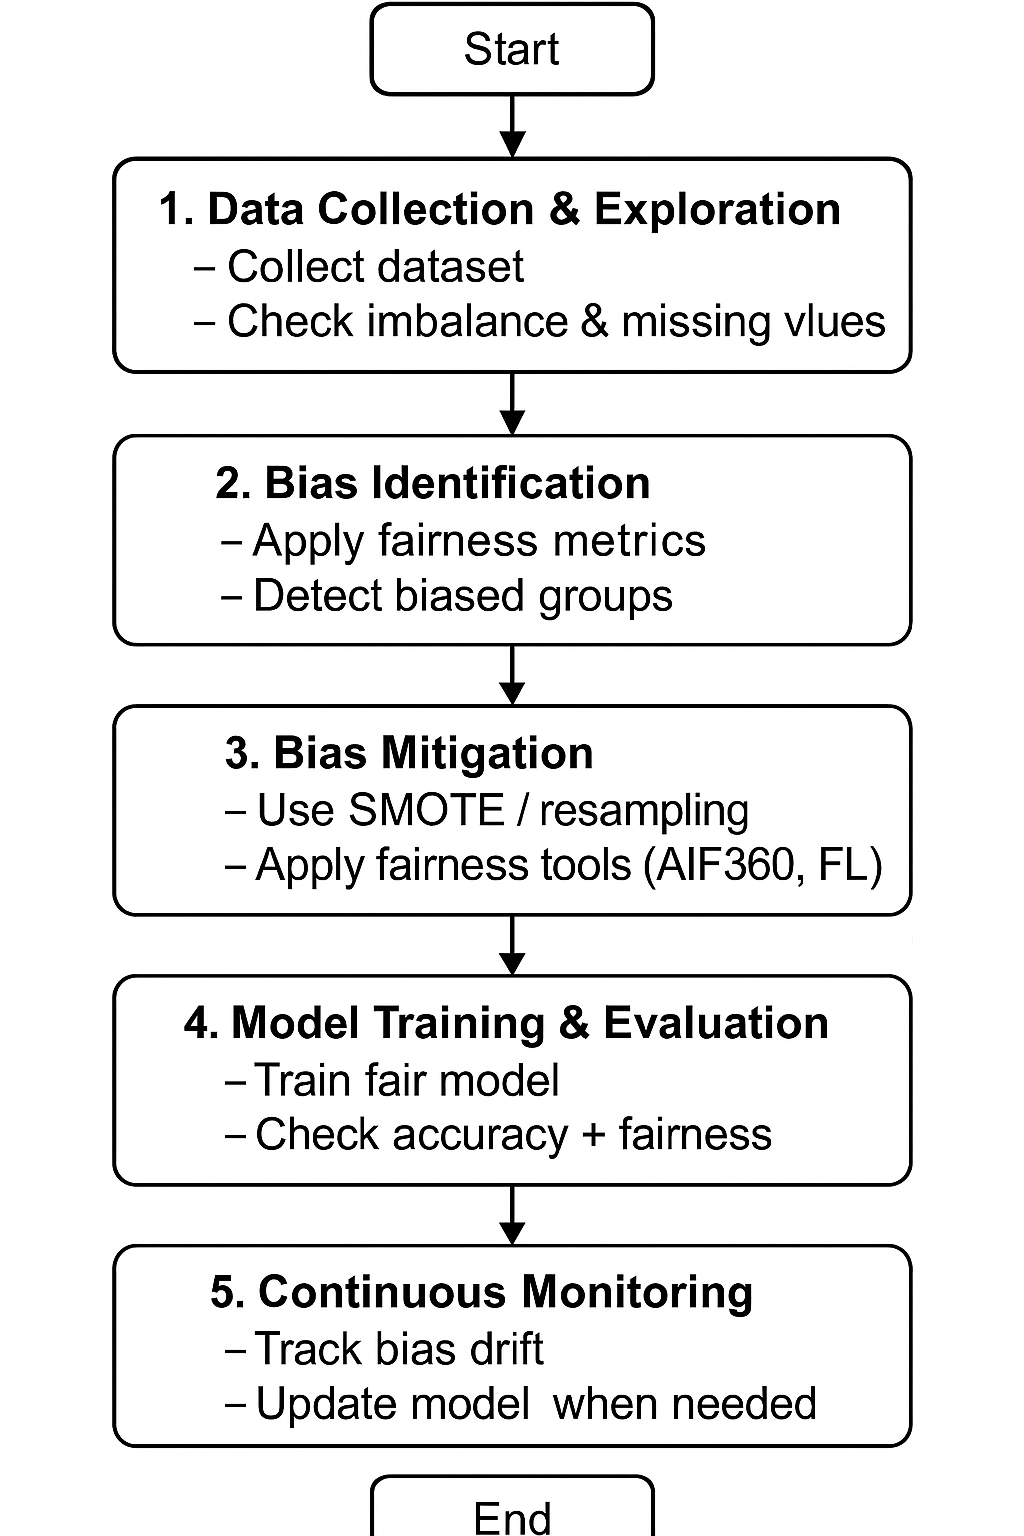 Start
1. Data Collection & Exploration
– Collect dataset
– Check imbalance & missing vlues
2. Bias Identification
– Apply fairness metrics
– Detect biased groups
3. Bias Mitigation
– Use SMOTE / resampling
– Apply fairness tools (AIF360, FL)
4. Model Training & Evaluation
– Train fair model
– Check accuracy + fairness
5. Continuous Monitoring
– Track bias drift
– Update model when needed
End